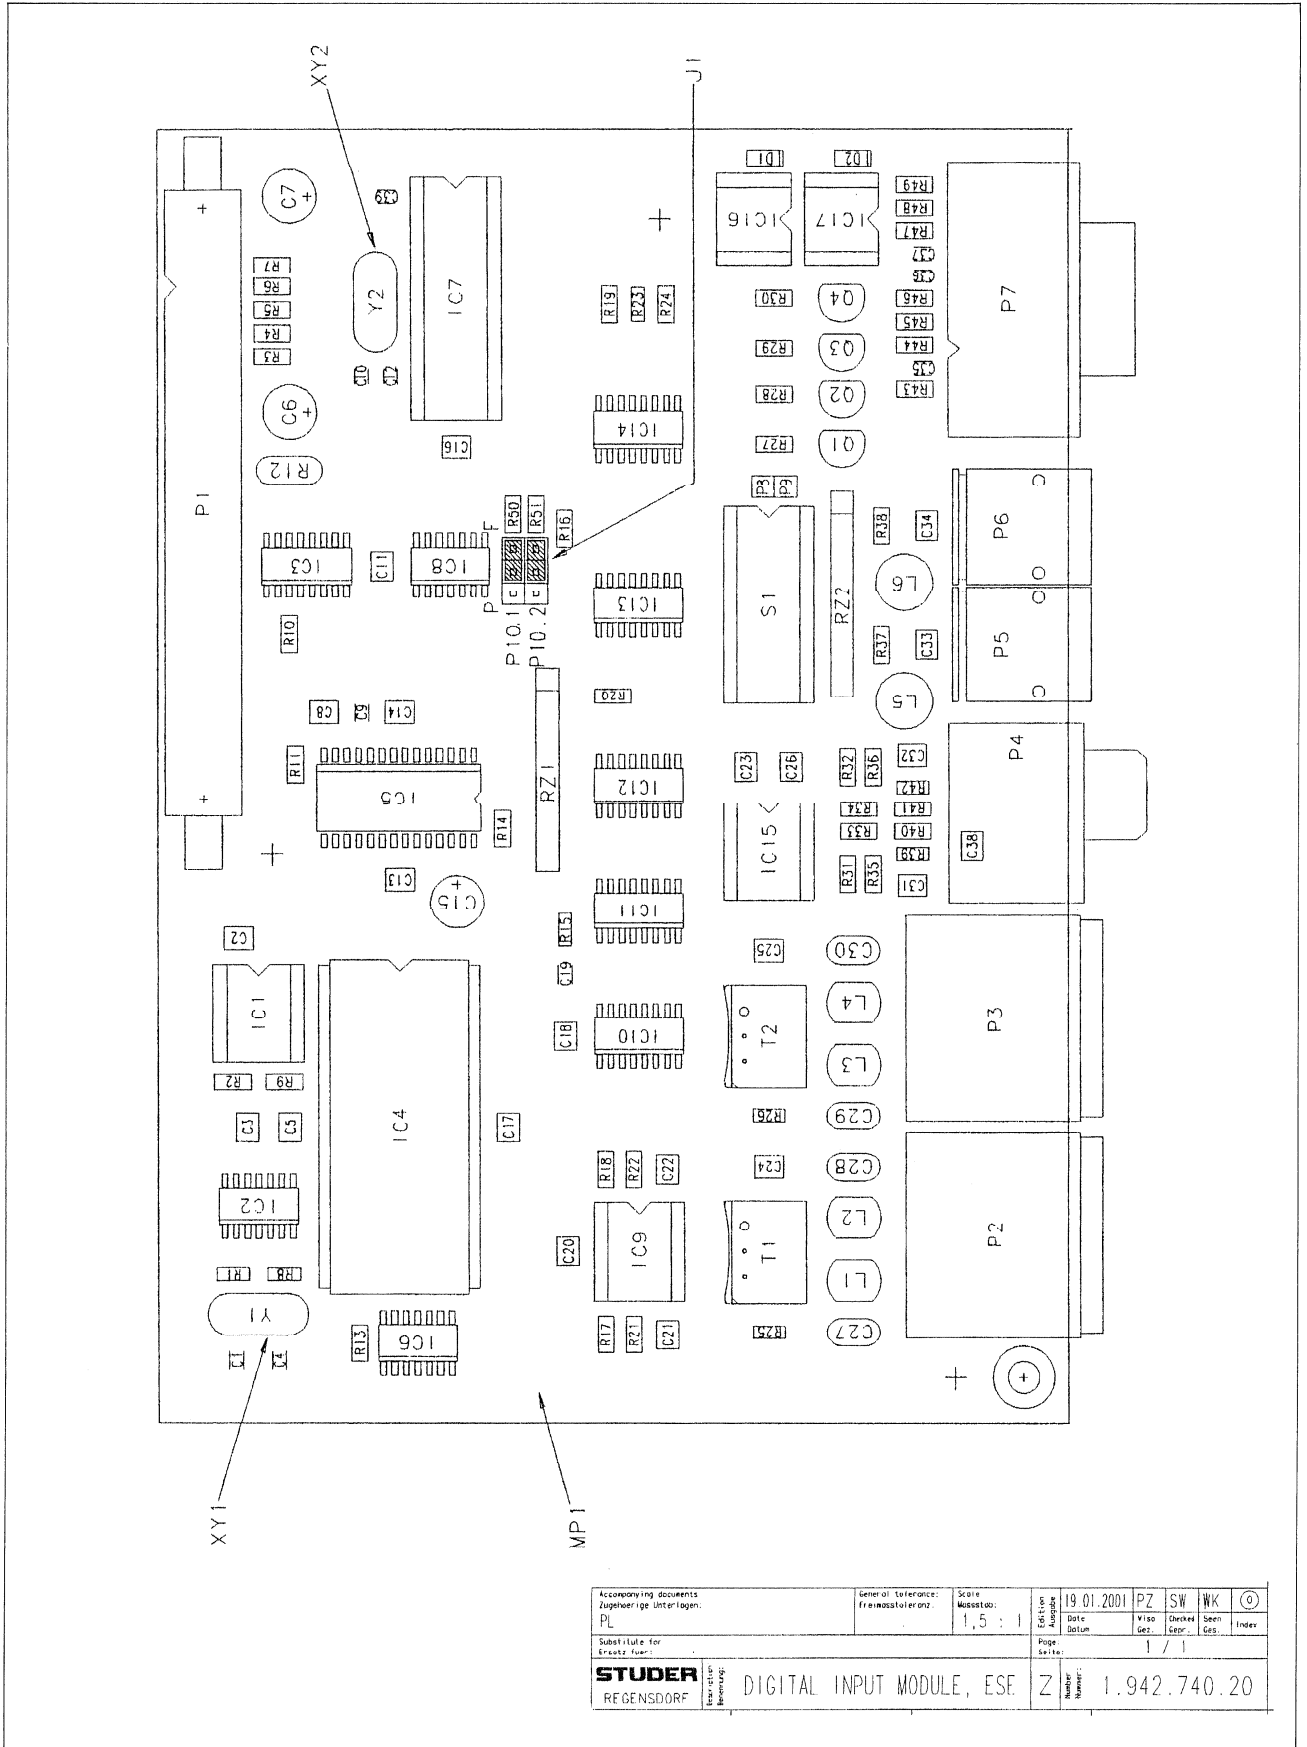 XY2
J1
C7
+
C39
D1
D2
P1
+
R7
R6
R5
R4
R3
Y2
IC7
+
IC16
IC17
R49
R48
R47
C37
C36
R46
R45
R44
C35
R43
P7
R19
R23
R24
R30
Q4
R29
Q3
R28
Q2
R27
Q1
C10
C12
C6
+
R12
C16
IC14
P8
P9
IC3
C11
IC8
F
P
R50
R51
R16
P10.1
P10.2
IC13
S1
RZ2
R38
C34
L6
P6
R37
C33
L5
P5
R10
R20
C8
C9
C14
R11
IC5
R14
RZ1
IC12
C23
C26
R32
R36
C32
R42
R34
R41
R33
R40
R39
R31
R35
C31
C38
P4
+
+
C13
C15
+
IC11
IC15
C2
R15
C19
C25
C30
IC1
C18
IC10
T2
L4
L3
P3
R2
R9
C3
C5
IC4
C17
R26
C29
R18
R22
C22
C24
C28
IC2
C20
IC9
T1
L2
L1
P2
R1
R8
Y1
C1
C4
R13
IC6
R17
R21
C21
R25
C27
+
+
XY1
MP1
Accompanying documents
Zugehoerige Unterlagen:
PL
General tolerance:
Freimasstoleranz:
Scale
Massstab:
1,5 : 1
Edition
Ausgabe
19.01.2001
PZ
SW
WK
0
Date
Datum
Visa
Gez.
Checked
Gepr.
Seen
Ges.
Index
Substitute for
Ersatz fuer:
Page:
Seite:
1 / 1
STUDER
REGENSDORF
Description
Benennung:
DIGITAL INPUT MODULE, ESE
Z
Number
Nummer:
1.942.740.20